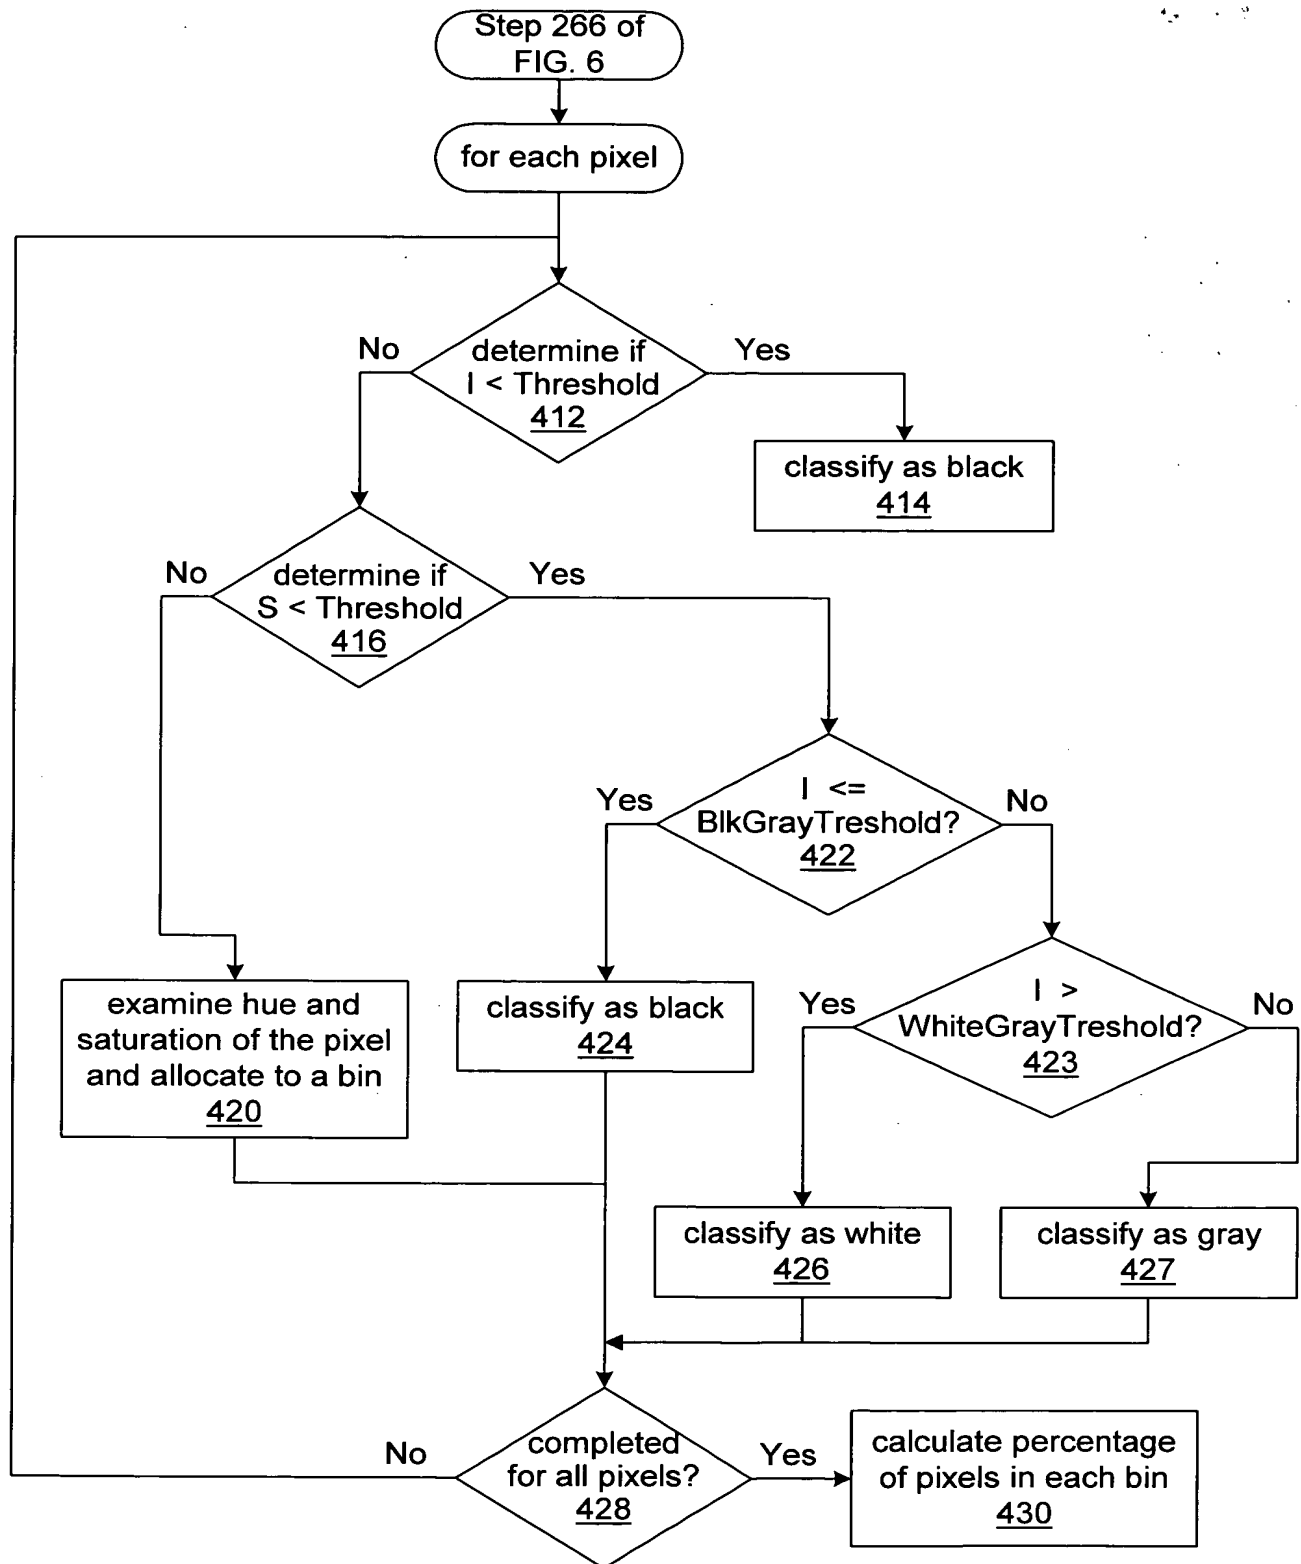 Step 266 of
FIG. 6
for each pixel
No
determine if
I < Threshold
412
Yes
classify as black
414
No
determine if
S < Threshold
416
Yes
Yes
I <=
BlkGrayTreshold?
422
No
examine hue and
saturation of the pixel
and allocate to a bin
420
classify as black
424
Yes
I >
WhiteGrayTreshold?
423
No
classify as white
426
classify as gray
427
No
completed
for all pixels?
428
Yes
calculate percentage
of pixels in each bin
430